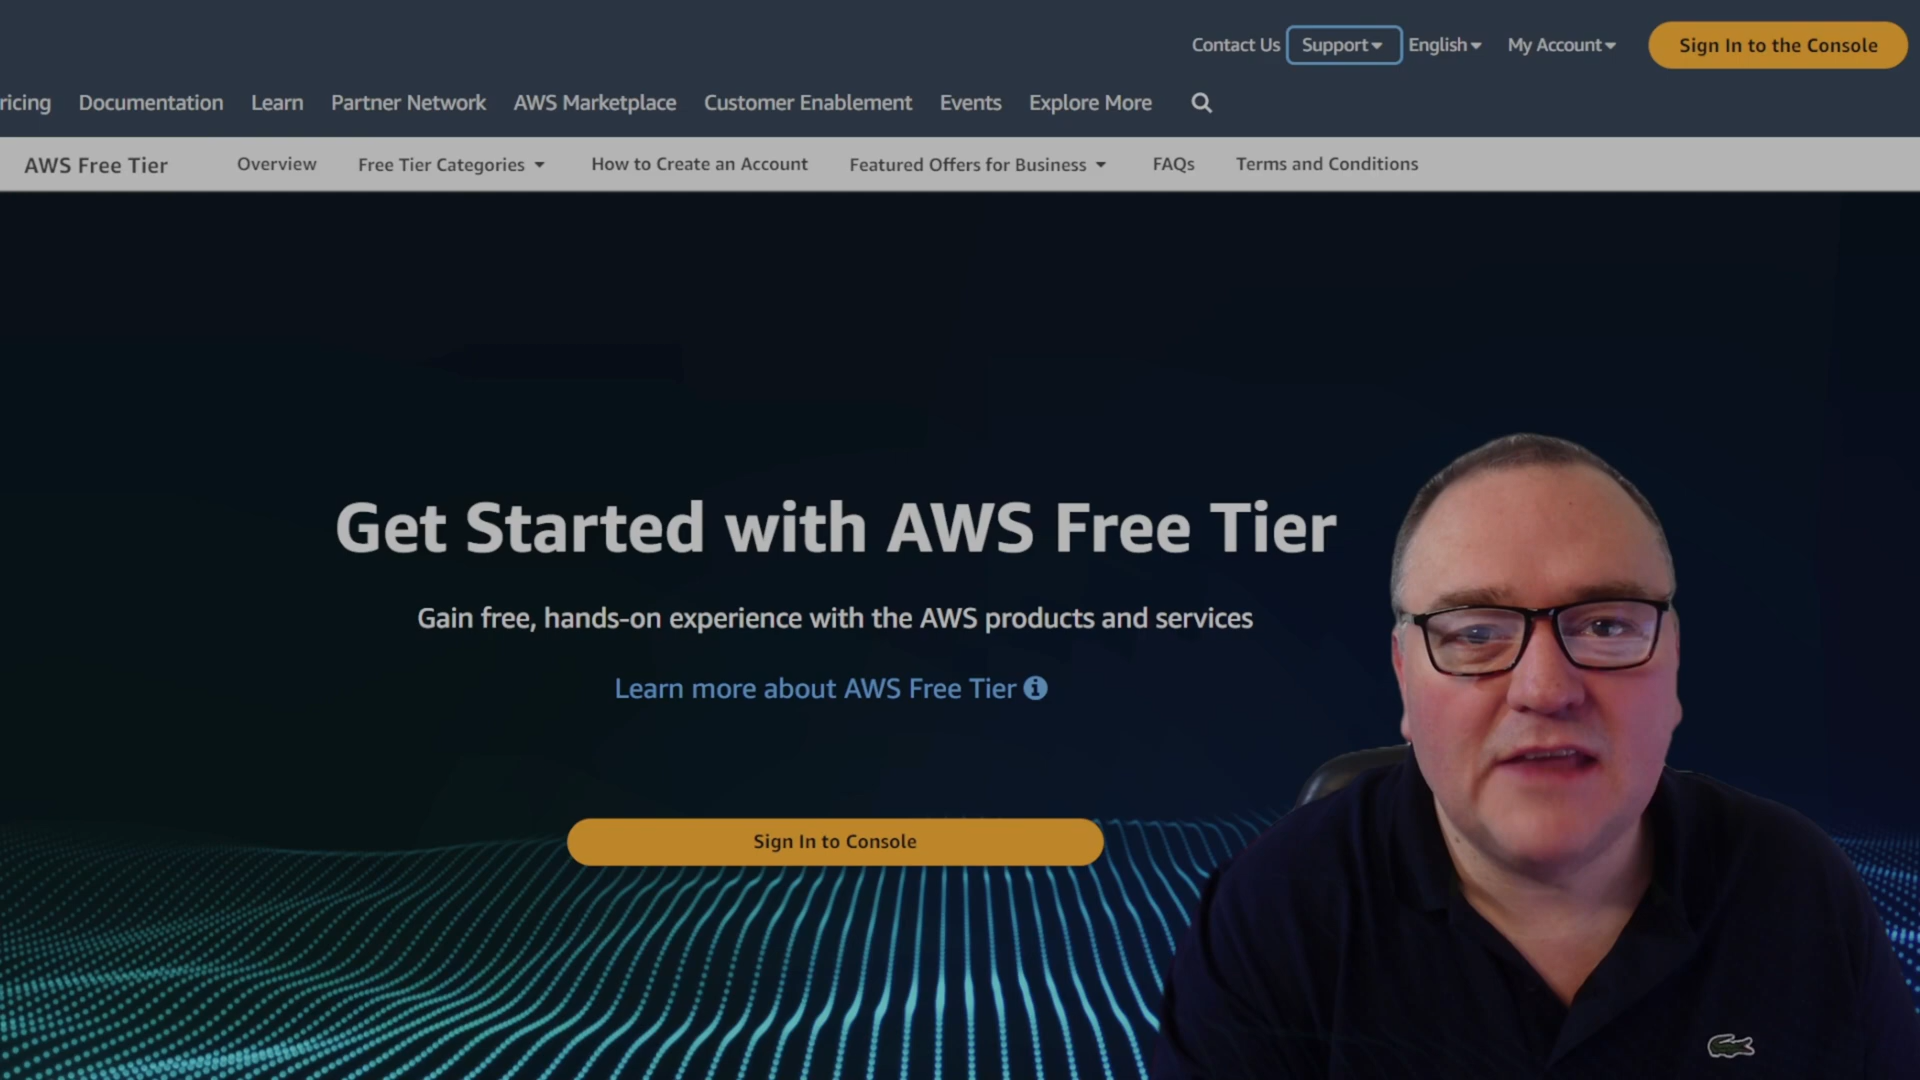 Contact Us Support English My Account Sign In to the Console
ricing Documentation Learn Partner Network AWS Marketplace Customer Enablement Events Explore More
AWS Free Tier Overview Free Tier Categories How to Create an Account Featured Offers for Business FAQs Terms and Conditions
Get Started with AWS Free Tier
Gain free, hands-on experience with the AWS products and services
Learn more about AWS Free Tier
Sign In to Console